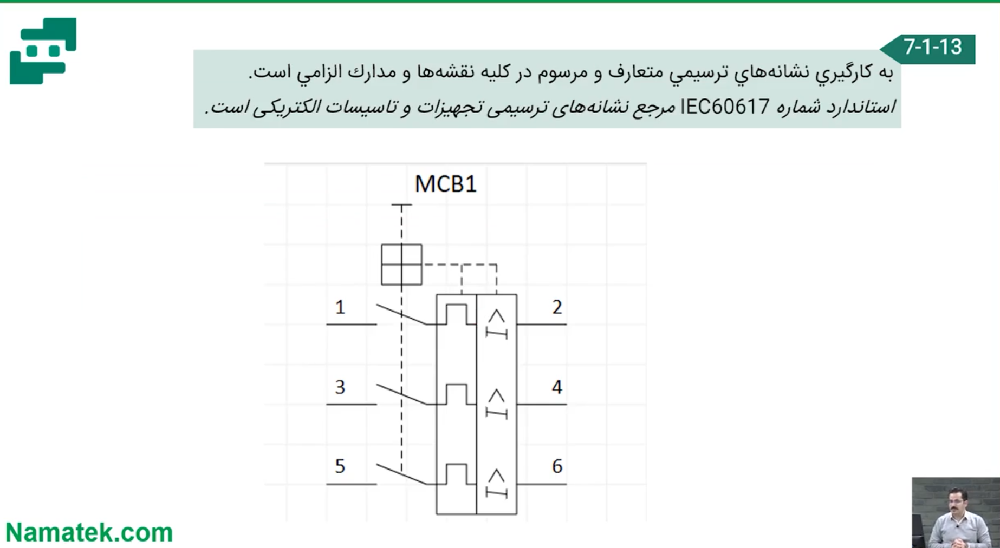 7-1-13
به كارگيري نشانه‌هاي ترسيمي متعارف و مرسوم در كليه نقشه‌ها و مدارك الزامي است.
استاندارد شماره IEC60617 مرجع نشانه‌های ترسیمی تجهیزات و تاسیسات الکتریکی است.
MCB1
1
2
I>
3
4
I>
5
6
I>
Namatek.com